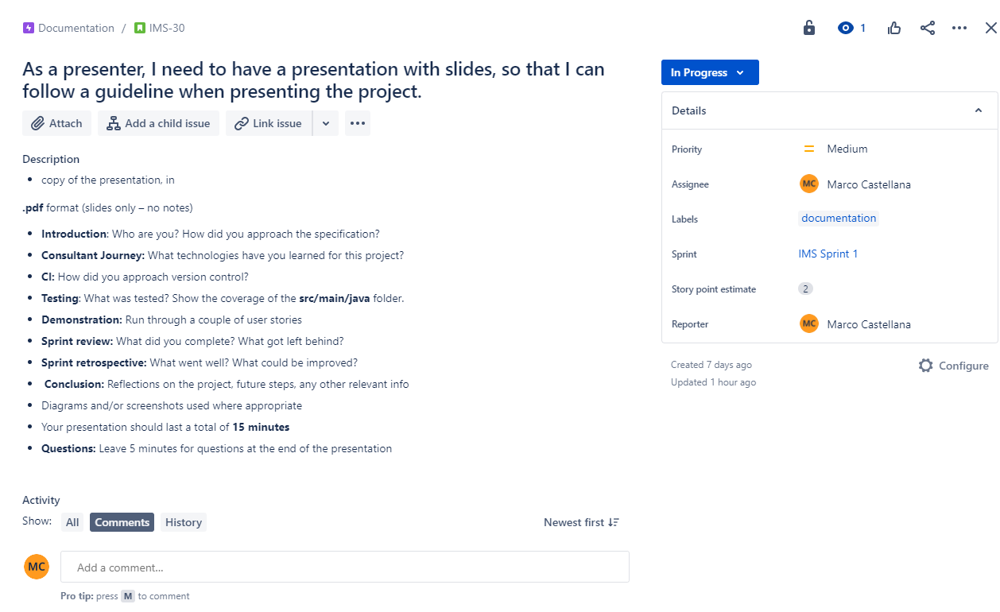 Documentation / IMS-30
1
As a presenter, I need to have a presentation with slides, so that I can
follow a guideline when presenting the project.
Attach
Add a child issue
Link issue
Description
• copy of the presentation, in
.pdf format (slides only – no notes)
• Introduction: Who are you? How did you approach the specification?
• Consultant Journey: What technologies have you learned for this project?
• CI: How did you approach version control?
• Testing: What was tested? Show the coverage of the src/main/java folder.
• Demonstration: Run through a couple of user stories
• Sprint review: What did you complete? What got left behind?
• Sprint retrospective: What went well? What could be improved?
• Conclusion: Reflections on the project, future steps, any other relevant info
• Diagrams and/or screenshots used where appropriate
• Your presentation should last a total of 15 minutes
• Questions: Leave 5 minutes for questions at the end of the presentation
Activity
Show: All Comments History
Newest first
MC
Add a comment...
Pro tip: press M to comment
In Progress
Details
Priority
Medium
Assignee
MC Marco Castellana
Labels
documentation
Sprint
IMS Sprint 1
Story point estimate
2
Reporter
MC Marco Castellana
Created 7 days ago
Updated 1 hour ago
Configure